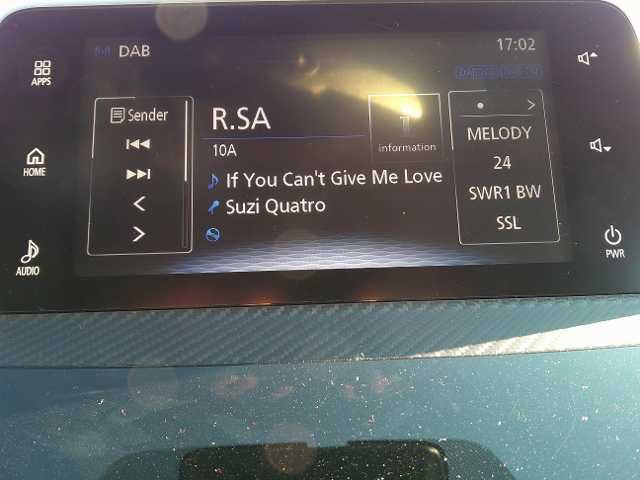 DAB
17:02
APPS
HOME
AUDIO
Sender
R.SA
10A
If You Can't Give Me Love
Suzi Quatro
information
MELODY
24
SWR1 BW
SSL
PWR